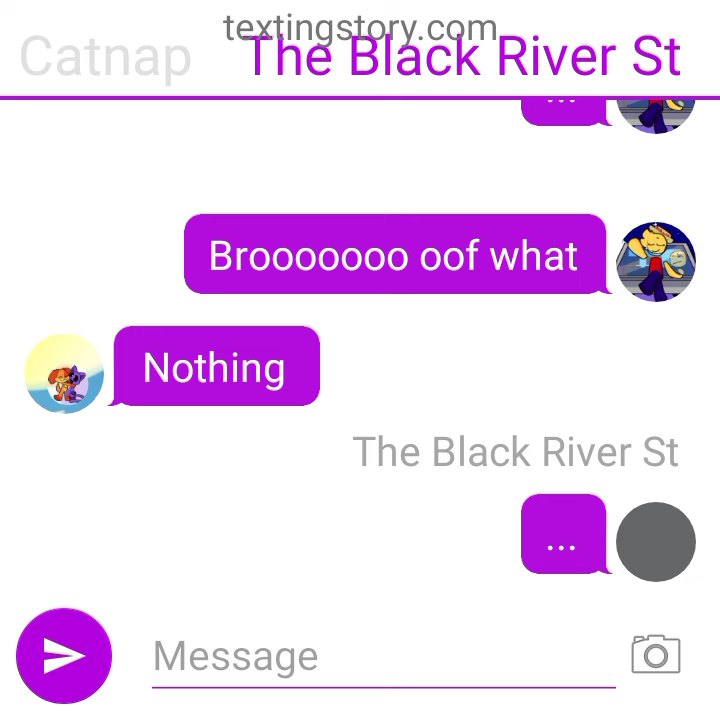 textingstory.com
Catnap The Black River St
...
Brooooooo oof what
Nothing
The Black River St
...
Message